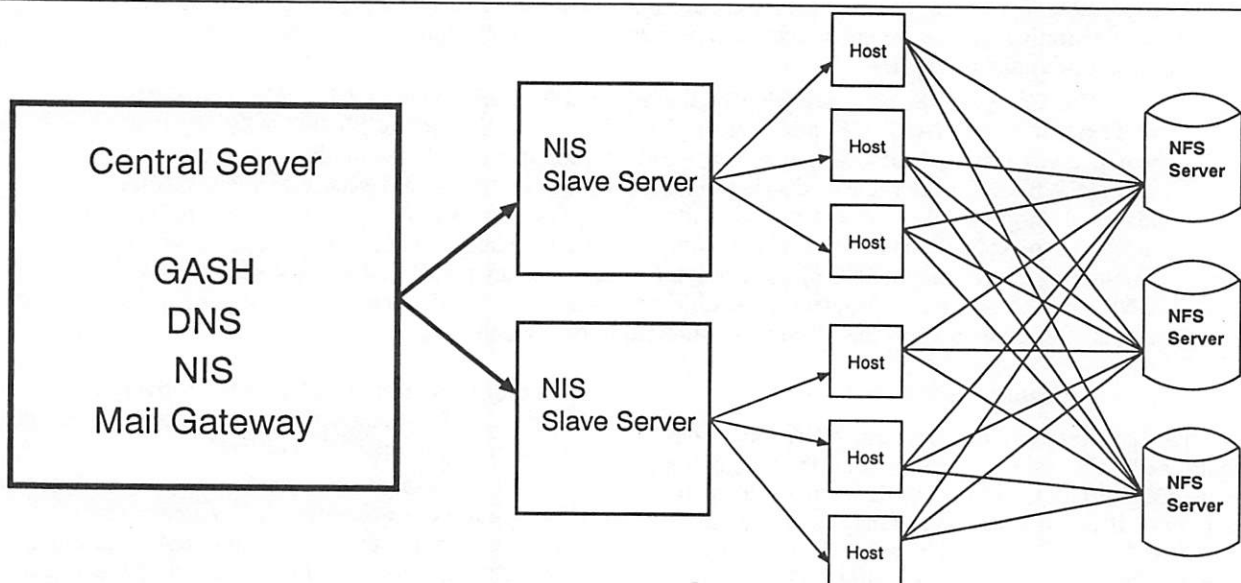 Central Server
GASH
DNS
NIS
Mail Gateway
NIS
Slave Server
NIS
Slave Server
Host
Host
Host
Host
Host
Host
NFS
Server
NFS
Server
NFS
Server